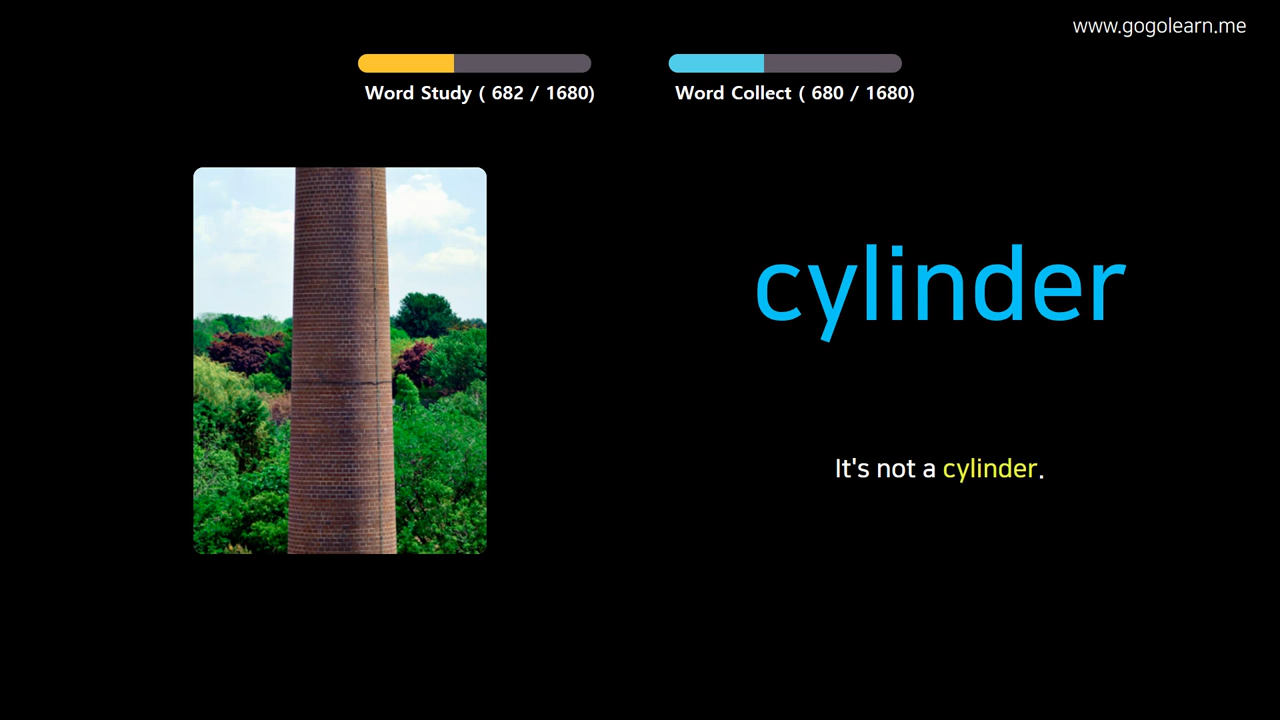 www.gogolearn.me
Word Study ( 682 / 1680)
Word Collect ( 680 / 1680)
cylinder
It's not a cylinder.